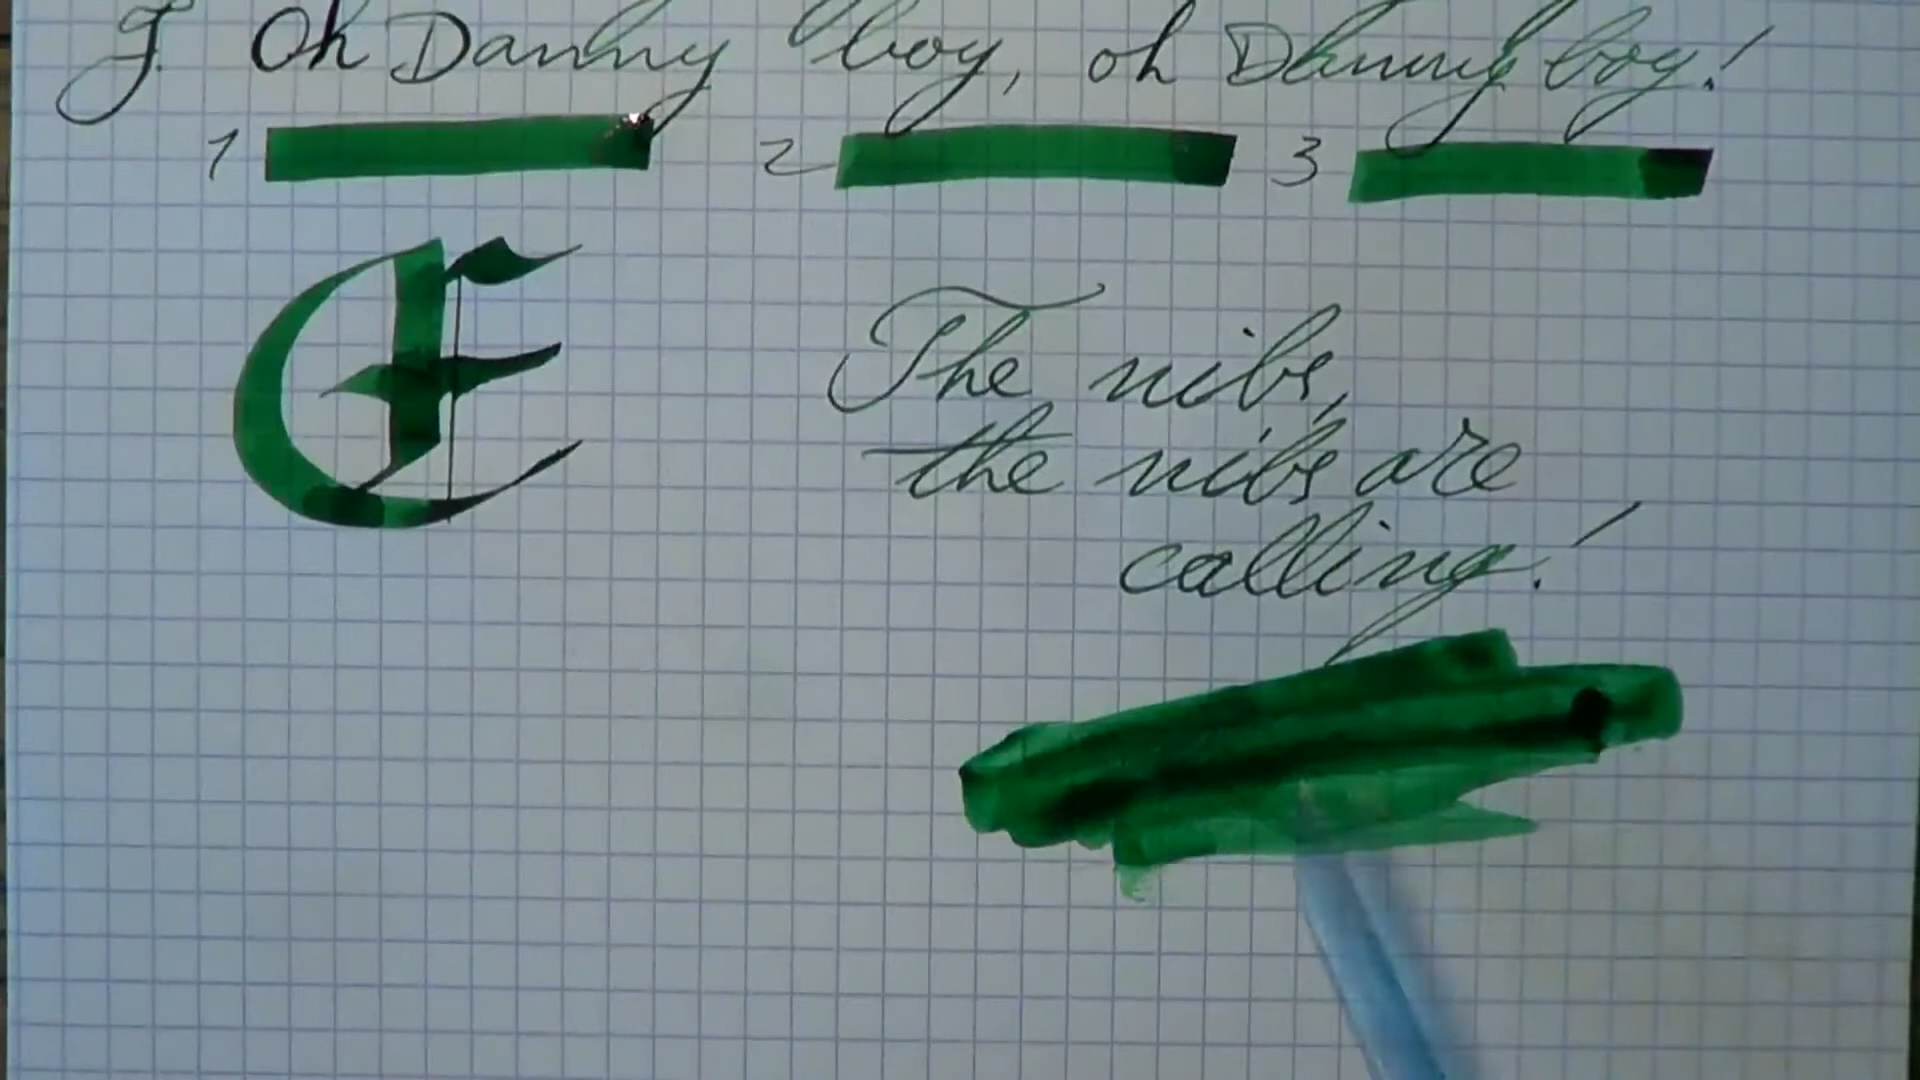 J. Oh Danny boy, oh Danny boy!
1 2 3
E
The nibs,
the nibs are
calling!